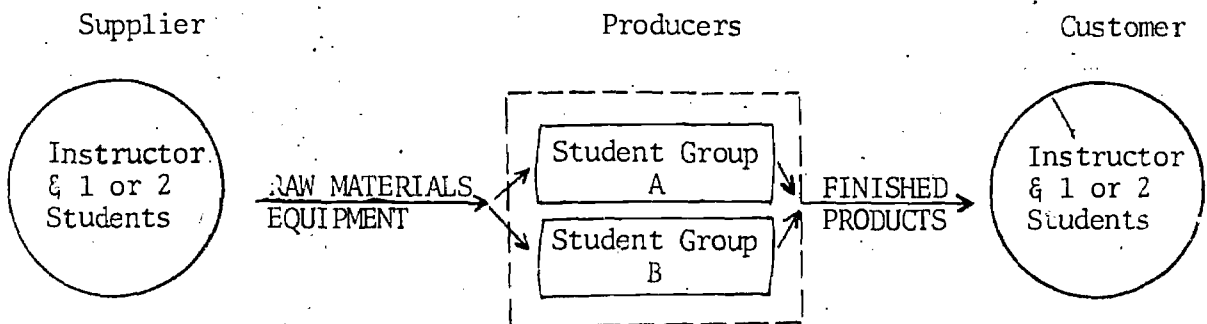 Supplier
Producers
Customer
Instructor
& 1 or 2
Students
RAW MATERIALS
EQUIPMENT
Student Group
A
Student Group
B
FINISHED
PRODUCTS
Instructor
& 1 or 2
Students